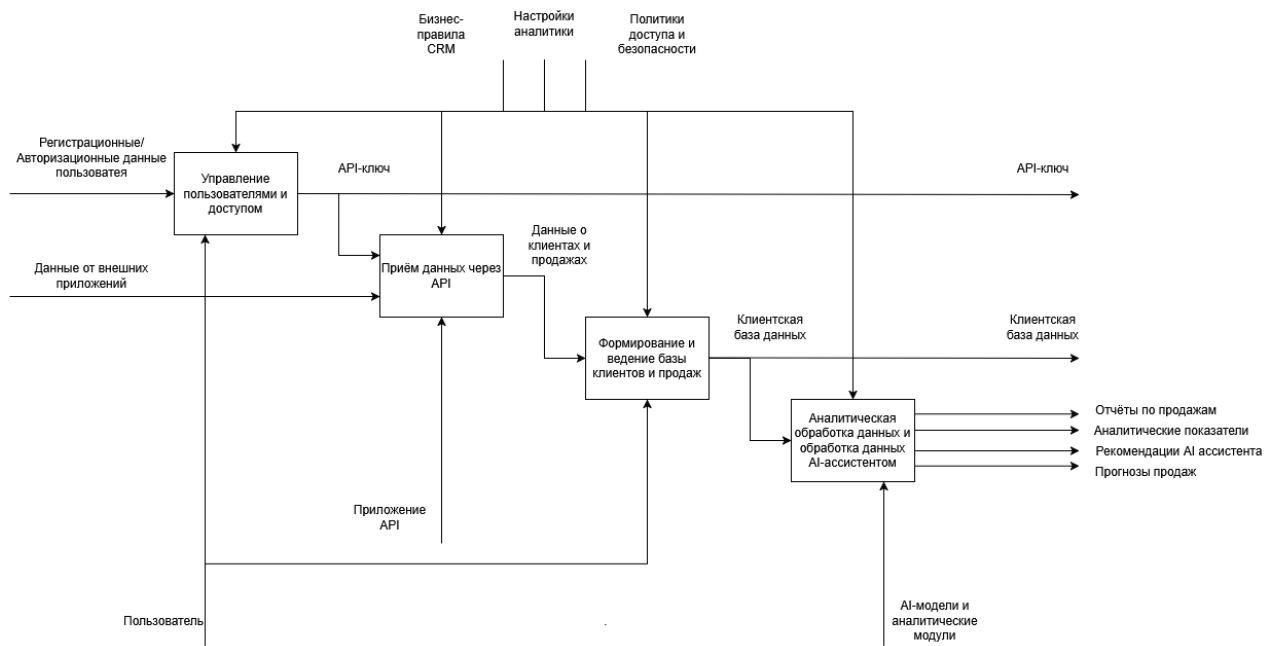 Бизнес-
правила
CRM
Настройки
аналитики
Политики
доступа и
безопасности
Регистрационные/
Авторизационные данные
пользоватея
Управление
пользователями и
доступом
API-ключ
API-ключ
Данные от внешних
приложений
Приём данных через
API
Данные о
клиентах и
продажах
Формирование и
ведение базы
клиентов и продаж
Клиентская
база данных
Клиентская
база данных
Аналитическая
обработка данных и
обработка данных
AI-ассистентом
Отчёты по продажам
Аналитические показатели
Рекомендации AI ассистента
Прогнозы продаж
Приложение
API
Пользователь
AI-модели и
аналитические
модули